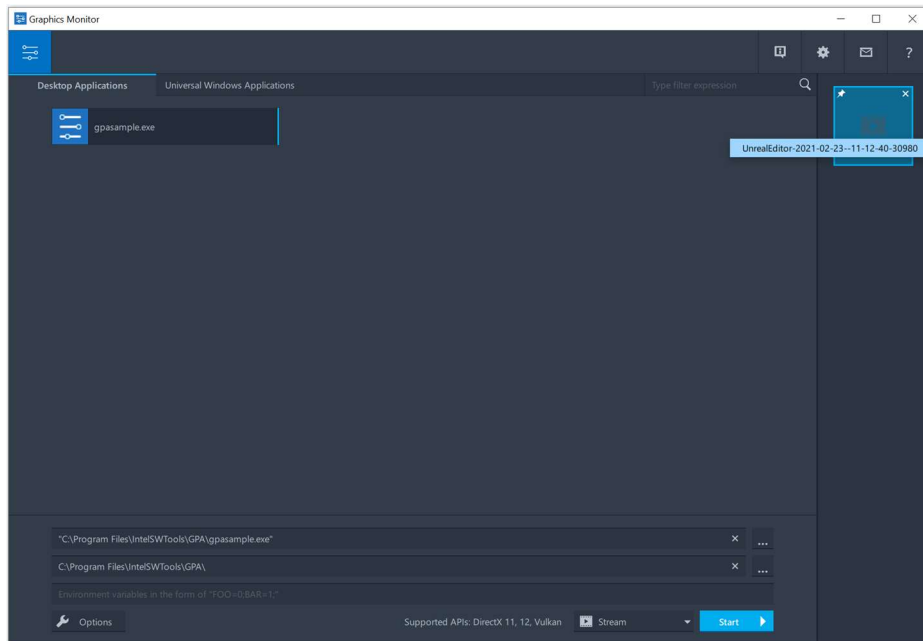 Graphics Monitor
?
Desktop Applications
Universal Windows Applications
Type filter expression
gpasample.exe
UnrealEditor-2021-02-23--11-12-40-30980
"C:\Program Files\IntelSWTools\GPA\gpasample.exe"
...
C:\Program Files\IntelSWTools\GPA\
...
Environment variables in the form of "FOO=0;BAR=1;"
Options
Supported APIs: DirectX 11, 12, Vulkan
Stream
Start